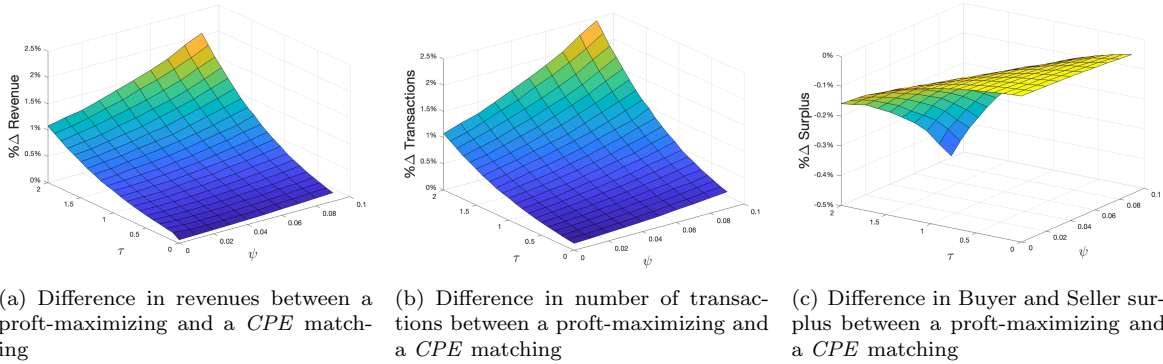 2.5%
2%
1.5%
1%
0.5%
0%
%△ Revenue
2
1.5
1
0.5
0
τ
0
0.02
0.04
0.06
0.08
0.1
ψ
2.5%
2%
1.5%
1%
0.5%
0%
%△ Transactions
2
1.5
1
0.5
0
τ
0
0.02
0.04
0.06
0.08
0.1
ψ
0%
-0.1%
-0.2%
-0.3%
-0.4%
-0.5%
%△ Surplus
2
1.5
1
0.5
0
τ
0
0.02
0.04
0.06
0.08
0.1
ψ
(a) Difference in revenues between a
proft-maximizing and a CPE match-
ing
(b) Difference in number of transac-
tions between a proft-maximizing and
a CPE matching
(c) Difference in Buyer and Seller sur-
plus between a proft-maximizing and
a CPE matching